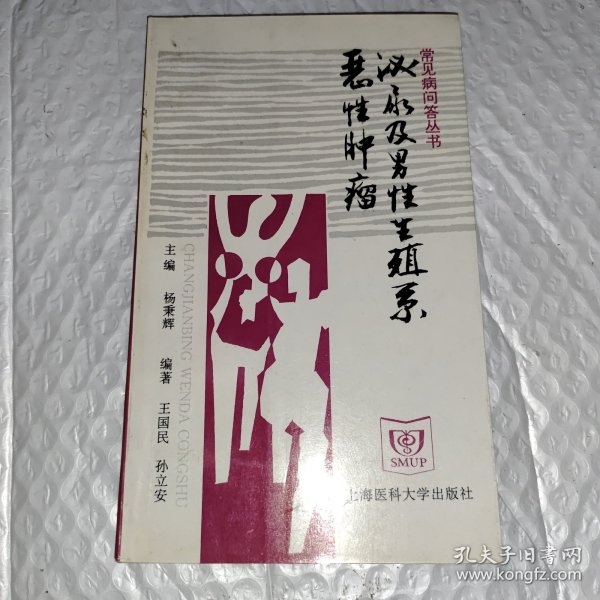 常见病问答丛书
泌尿及男性生殖系
恶性肿瘤
主编 杨秉辉
编著 王国民 孙立安
CHANGJIANBING WENDA CONGSHU
SMUP
上海医科大学出版社
孔夫子旧书网
www.kongfz.com